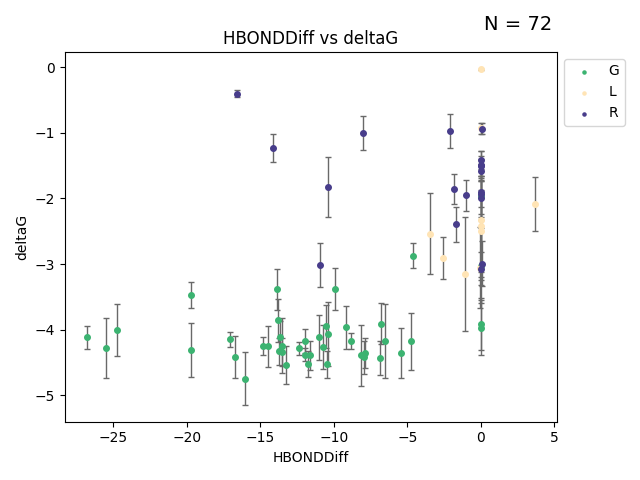 N = 72
HBONDDiff vs deltaG
G
L
R
0
−1
−2
−3
−4
−5
deltaG
−25
−20
−15
−10
−5
0
5
HBONDDiff